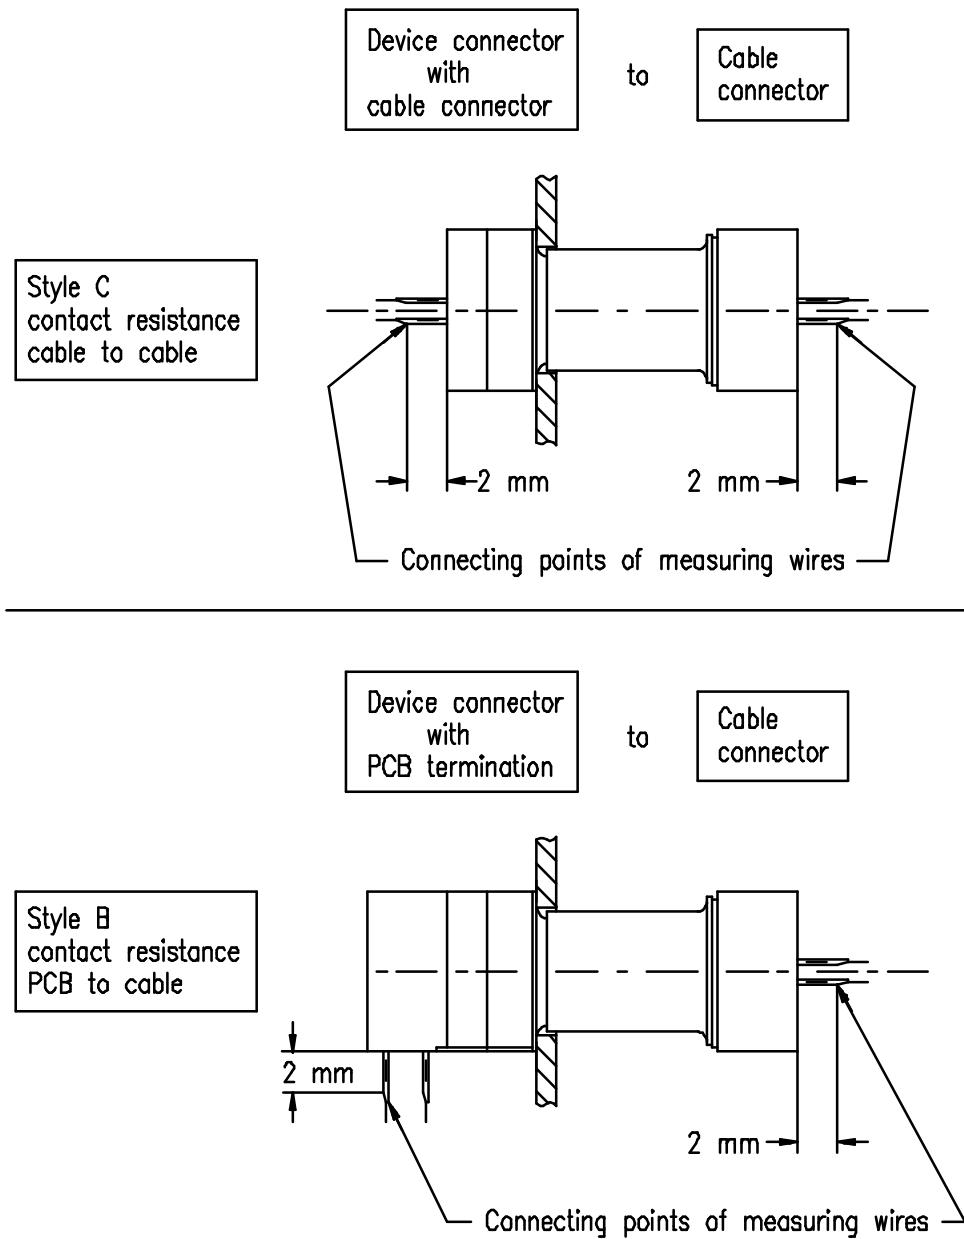 Device connector
with
cable connector
to
Cable
connector
Style C
contact resistance
cable to cable
2 mm
2 mm
Connecting points of measuring wires
Device connector
with
PCB termination
to
Cable
connector
Style B
contact resistance
PCB to cable
2 mm
2 mm
Connecting points of measuring wires